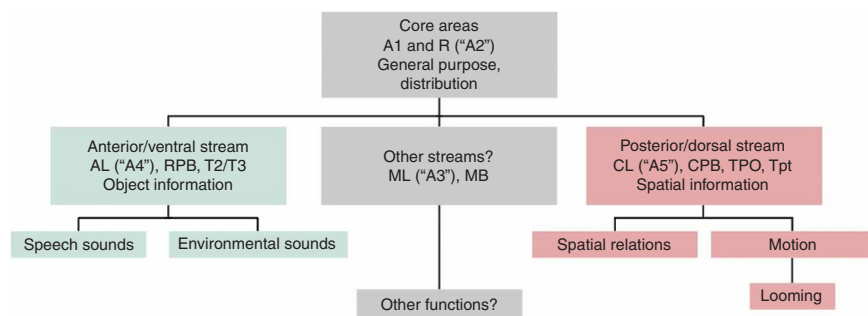 Core areas
A1 and R (“A2”)
General purpose,
distribution
Anterior/ventral stream
AL (“A4”), RPB, T2/T3
Object information
Other streams?
ML (“A3”), MB
Posterior/dorsal stream
CL (“A5”), CPB, TPO, Tpt
Spatial information
Speech sounds
Environmental sounds
Spatial relations
Motion
Other functions?
Looming